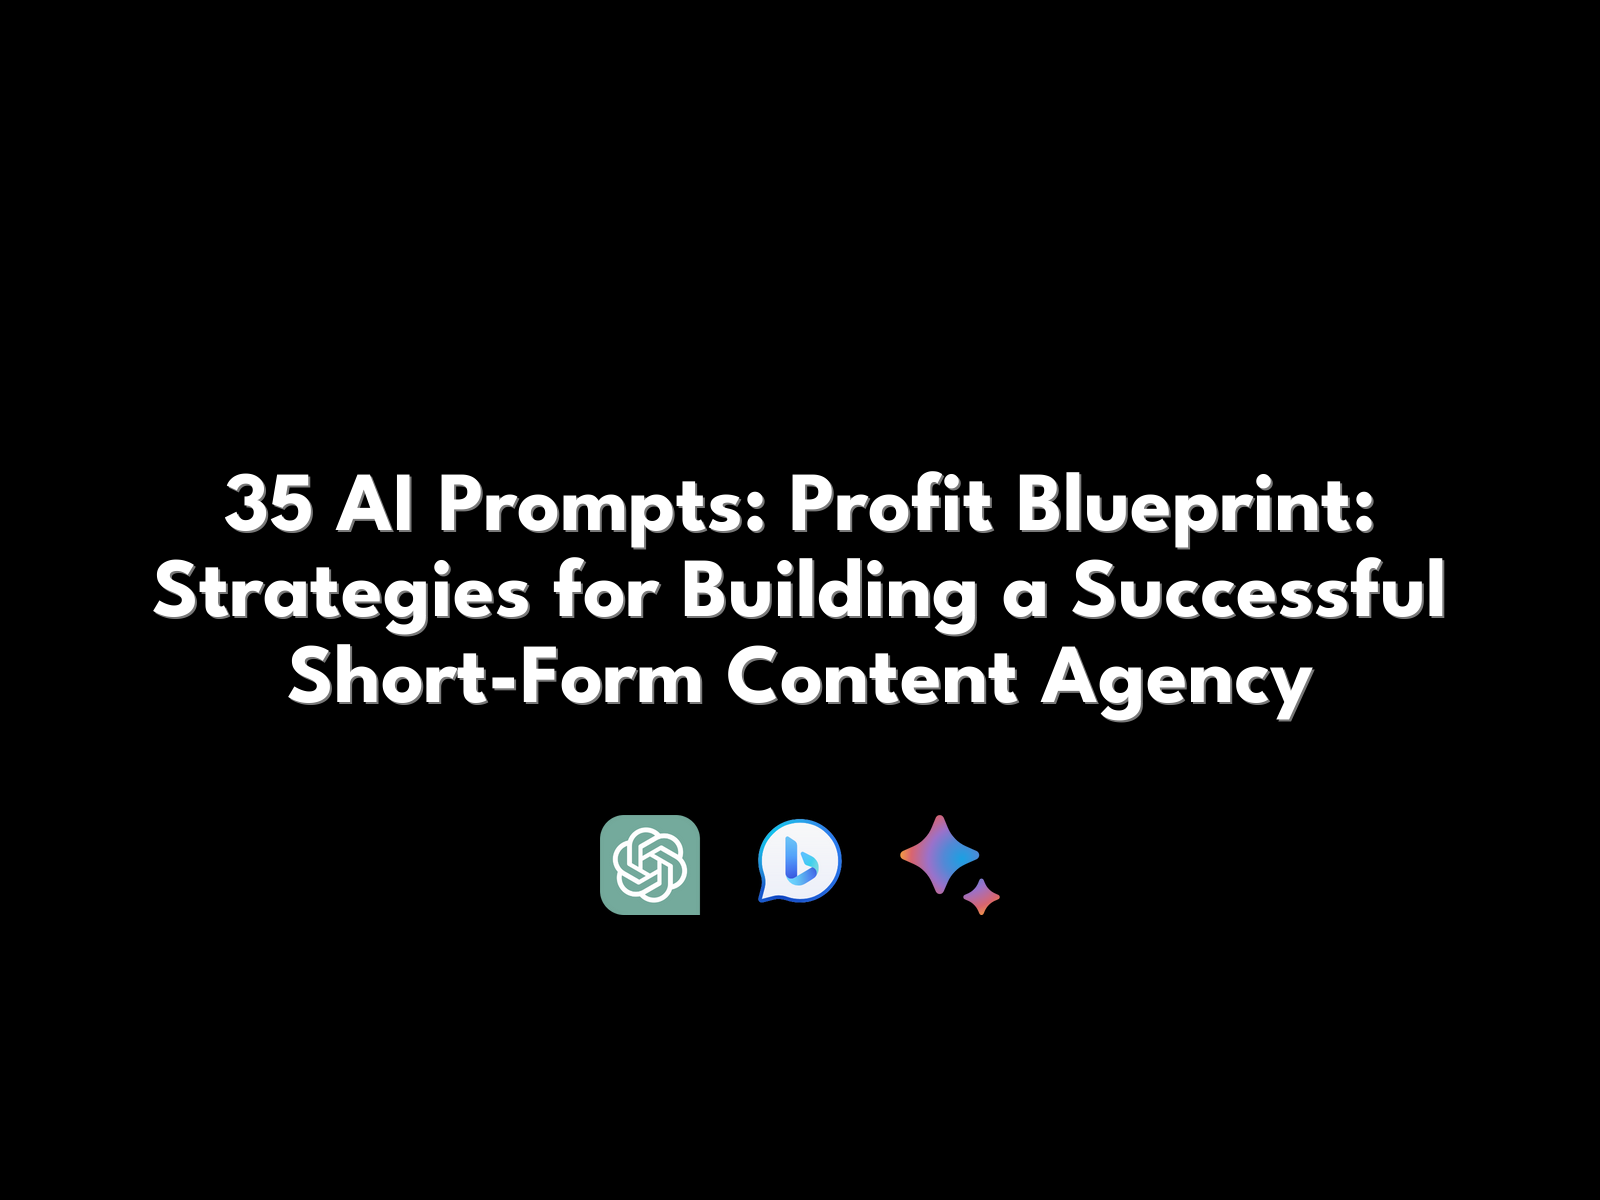 35 AI Prompts: Profit Blueprint:
Strategies for Building a Successful
Short-Form Content Agency